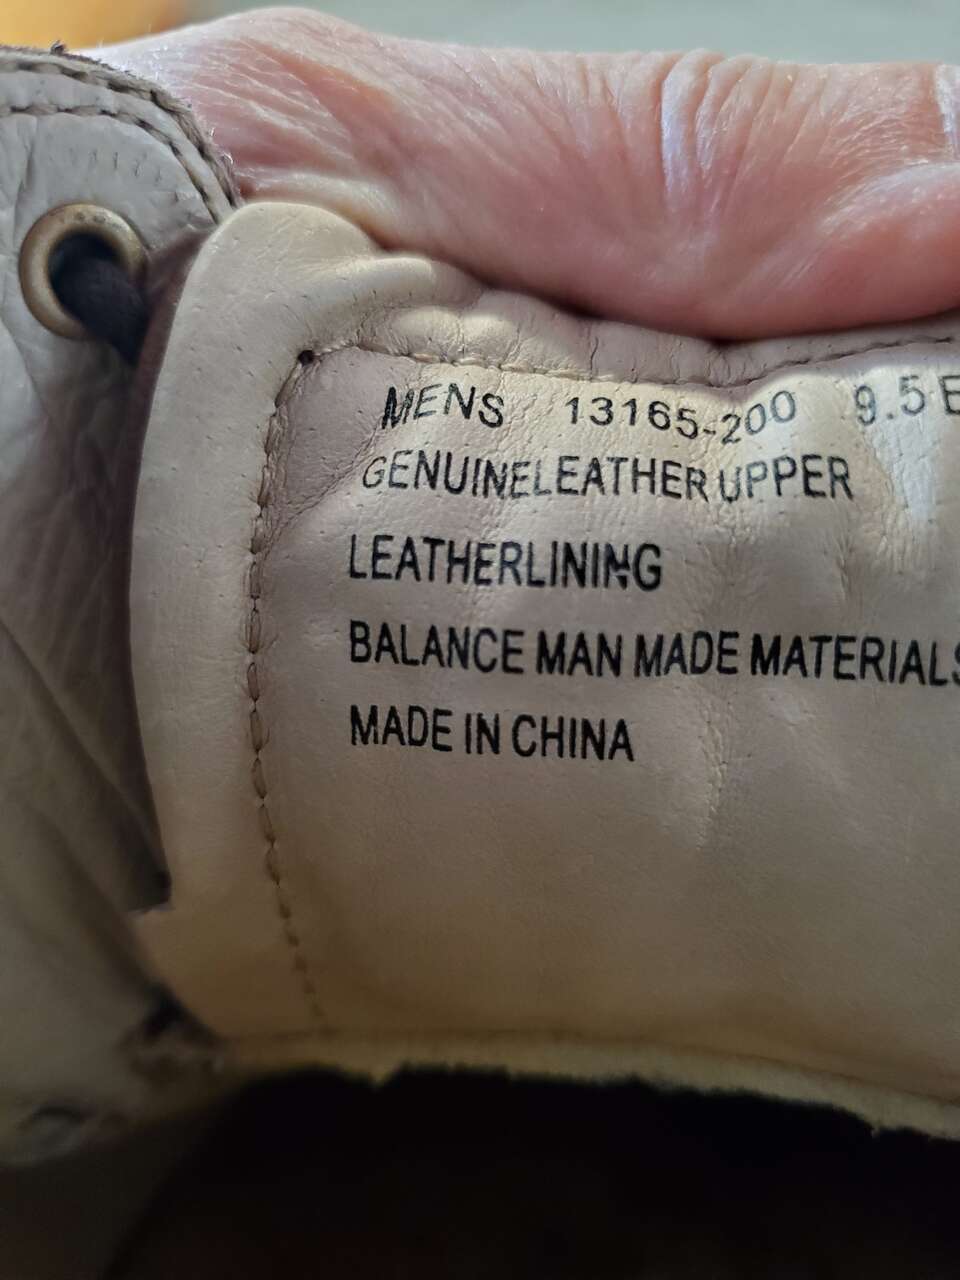 MENS 13165-200 9.5 E
GENUINELEATHER UPPER
LEATHERLINING
BALANCE MAN MADE MATERIALS
MADE IN CHINA